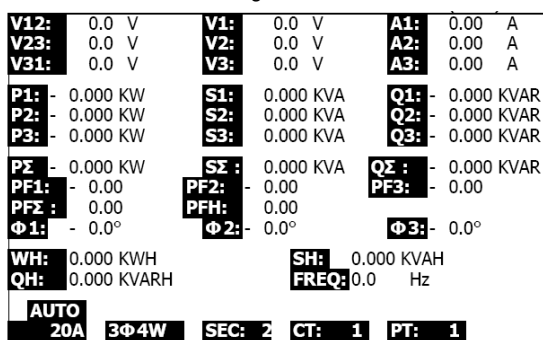 V12: 0.0 V V1: 0.0 V A1: 0.00 A
V23: 0.0 V V2: 0.0 V A2: 0.00 A
V31: 0.0 V V3: 0.0 V A3: 0.00 A
P1: - 0.000 KW S1: 0.000 KVA Q1: - 0.000 KVAR
P2: - 0.000 KW S2: 0.000 KVA Q2: - 0.000 KVAR
P3: - 0.000 KW S3: 0.000 KVA Q3: - 0.000 KVAR
PΣ - 0.000 KW SΣ : 0.000 KVA QΣ : - 0.000 KVAR
PF1: - 0.00 PF2: - 0.00 PF3: - 0.00
PFΣ : 0.00 PFH: 0.00
Φ1: - 0.0° Φ2: - 0.0° Φ3: - 0.0°
WH: 0.000 KWH SH: 0.000 KVAH
QH: 0.000 KVARH FREQ: 0.0 Hz
AUTO
20A 3Φ4W SEC: 2 CT: 1 PT: 1